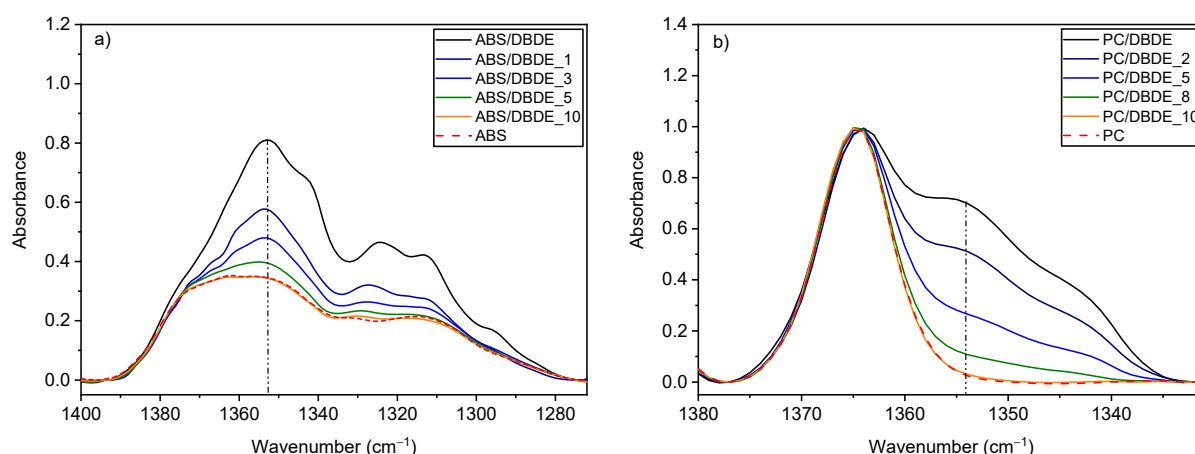 a)
ABS/DBDE
ABS/DBDE_1
ABS/DBDE_3
ABS/DBDE_5
ABS/DBDE_10
ABS
1.2
1.0
0.8
0.6
0.4
0.2
0.0
Absorbance
1400 1380 1360 1340 1320 1300 1280
Wavenumber (cm⁻¹)
b)
PC/DBDE
PC/DBDE_2
PC/DBDE_5
PC/DBDE_8
PC/DBDE_10
PC
1.4
1.2
1.0
0.8
0.6
0.4
0.2
0.0
Absorbance
1380 1370 1360 1350 1340
Wavenumber (cm⁻¹)